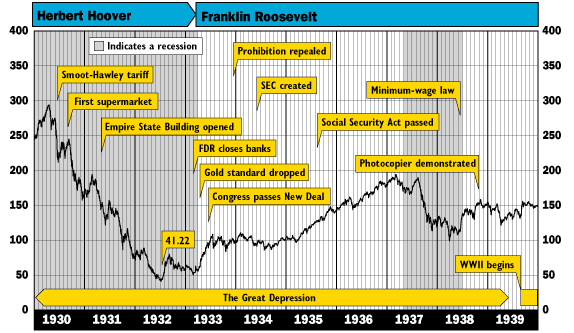 Herbert Hoover
Franklin Roosevelt
400
400
Indicates a recession
Prohibition repealed
350
350
Smoot-Hawley tariff
SEC created
Minimum-wage law
300
300
First supermarket
Empire State Building opened
Social Security Act passed
250
250
FDR closes banks
Photocopier demonstrated
200
200
Gold standard dropped
Congress passes New Deal
150
150
41.22
100
100
WWII begins
50
50
The Great Depression
0
0
1930 1931 1932 1933 1934 1935 1936 1937 1938 1939